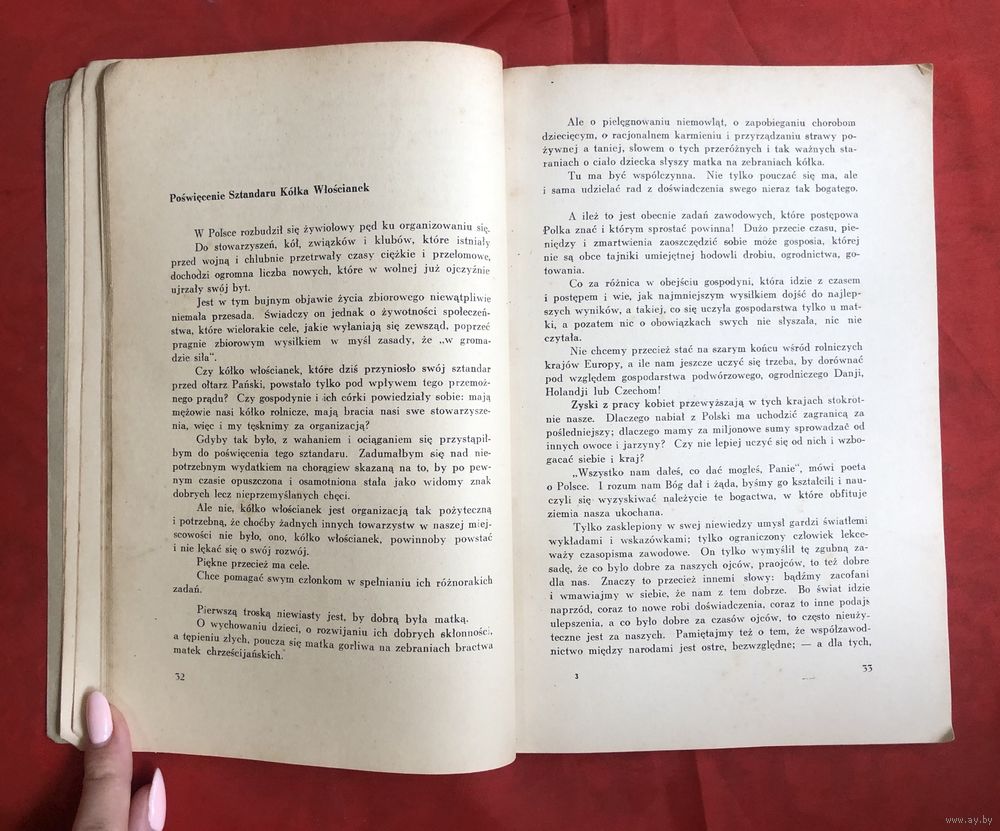 Poświęcenie Sztandaru Kółka Włościanek
W Polsce rozbudził się żywiołowy pęd ku organizowaniu się.
Do stowarzyszeń, kół, związków i klubów, które istniały
przed wojną i chlubnie przetrwały czasy ciężkie i przełomowe,
dochodzi ogromna liczba nowych, które w wolnej już ojczyźnie
ujrzały swój byt.
Jest w tym bujnym objawie życia zbiorowego niewątpliwie
niemała przesada. Świadczy on jednak o żywotności społeczeń-
stwa, które wielorakie cele, jakie wyłaniają się zewsząd, poprzeć
pragnie zbiorowym wysiłkiem w myśl zasady, że „w groma-
dzie siła“.
Czy kółko włościanek, które dziś przyniosło swój sztandar
przed ołtarz Pański, powstało tylko pod wpływem tego przemoż-
nego prądu? Czy gospodynie i ich córki powiedziały sobie: mają
mężowie nasi kółko rolnicze, mają bracia nasi swe stowarzysze-
nia, więc i my tęsknimy za organizacją?
Gdyby tak było, z wahaniem i ociąganiem się przystąpił-
bym do poświęcenia tego sztandaru. Zadumałbym się nad nie-
potrzebnym wydatkiem na chorągiew skazaną na to, by po pew-
nym czasie opuszczona i osamotniona stała jako widomy znak
dobrych lecz nieprzemyślanych chęci.
Ale nie, kółko włościanek jest organizacją tak pożyteczną
i potrzebną, że choćby żadnych innych towarzystw w naszej miej-
scowości nie było, ono, kółko włościanek, powinnoby powstać
i nie lękać się o swój rozwój.
Piękne przecież ma cele.
Chce pomagać swym członkom w spełnianiu ich różnorakich
zadań.
Pierwszą troską niewiasty jest, by dobrą była matką.
O wychowaniu dzieci, o rozwijaniu ich dobrych skłonności,
a tępieniu złych, poucza się matka gorliwa na zebraniach bractwa
matek chrześcijańskich.
32
Ale o pielęgnowaniu niemowląt, o zapobieganiu chorobom
dziecięcym, o racjonalnem karmieniu i przyrządzaniu strawy po-
żywnej a taniej, słowem o tych przeróżnych i tak ważnych sta-
raniach o ciało dziecka słyszy matka na zebraniach kółka.
Tu ma być współczynna. Nie tylko pouczać się ma, ale
i sama udzielać rad z doświadczenia swego nieraz tak bogatego.
A ileż to jest obecnie zadań zawodowych, które postępowa
Polka znać i którym sprostać powinna! Dużo przecie czasu, pie-
niędzy i zmartwienia zaoszczędzić sobie może gosposia, której
nie są obce tajniki umiejętnej hodowli drobiu, ogrodnictwa, go-
towania.
Co za różnica w obejściu gospodyni, która idzie z czasem
i postępem i wie, jak najmniejszym wysiłkiem dojść do najlep-
szych wyników, a takiej, co się uczyła gospodarstwa tylko u mat-
ki, a pozatem nic o obowiązkach swych nie słyszała, nic nie
czytała.
Nie chcemy przecież stać na szarym końcu wśród rolniczych
krajów Europy, a ile nam jeszcze uczyć się trzeba, by dorównać
pod względem gospodarstwa podwórzowego, ogrodniczego Danji,
Holandji lub Czechom!
Zyski z pracy kobiet przewyższają w tych krajach stokrot-
nie nasze. Dlaczego nabiał z Polski ma uchodzić zagranicą za
pośledniejszy; dlaczego mamy za miljonowe sumy sprowadzać od
innych owoce i jarzyny? Czy nie lepiej uczyć się od nich i wzbo-
gacać siebie i kraj?
„Wszystko nam dałeś, co dać mogłeś, Panie“, mówi poeta
o Polsce. I rozum nam Bóg dał i żąda, byśmy go kształcili i nau-
czyli się wyzyskiwać należycie te bogactwa, w które obfituje
ziemia nasza ukochana.
Tylko zasklepiony w swej niewiedzy umysł gardzi światłemi
wykładami i wskazówkami; tylko ograniczony człowiek lekce-
waży czasopisma zawodowe. On tylko wymyślił tę zgubną za-
sadę, że co było dobre za naszych ojców, praojców, to też dobre
dla nas. Znaczy to przecież innemi słowy: bądźmy zacofani
i wmawiajmy w siebie, że nam z tem dobrze. Bo świat idzie
naprzód, coraz to nowe robi doświadczenia, coraz to inne podaje
ulepszenia, a co było dobre za czasów ojców, to często nieuży-
teczne jest za naszych. Pamiętajmy też o tem, że współzawod-
nictwo między narodami jest ostre, bezwzględne; — a dla tych,
3
33
www.ay.by